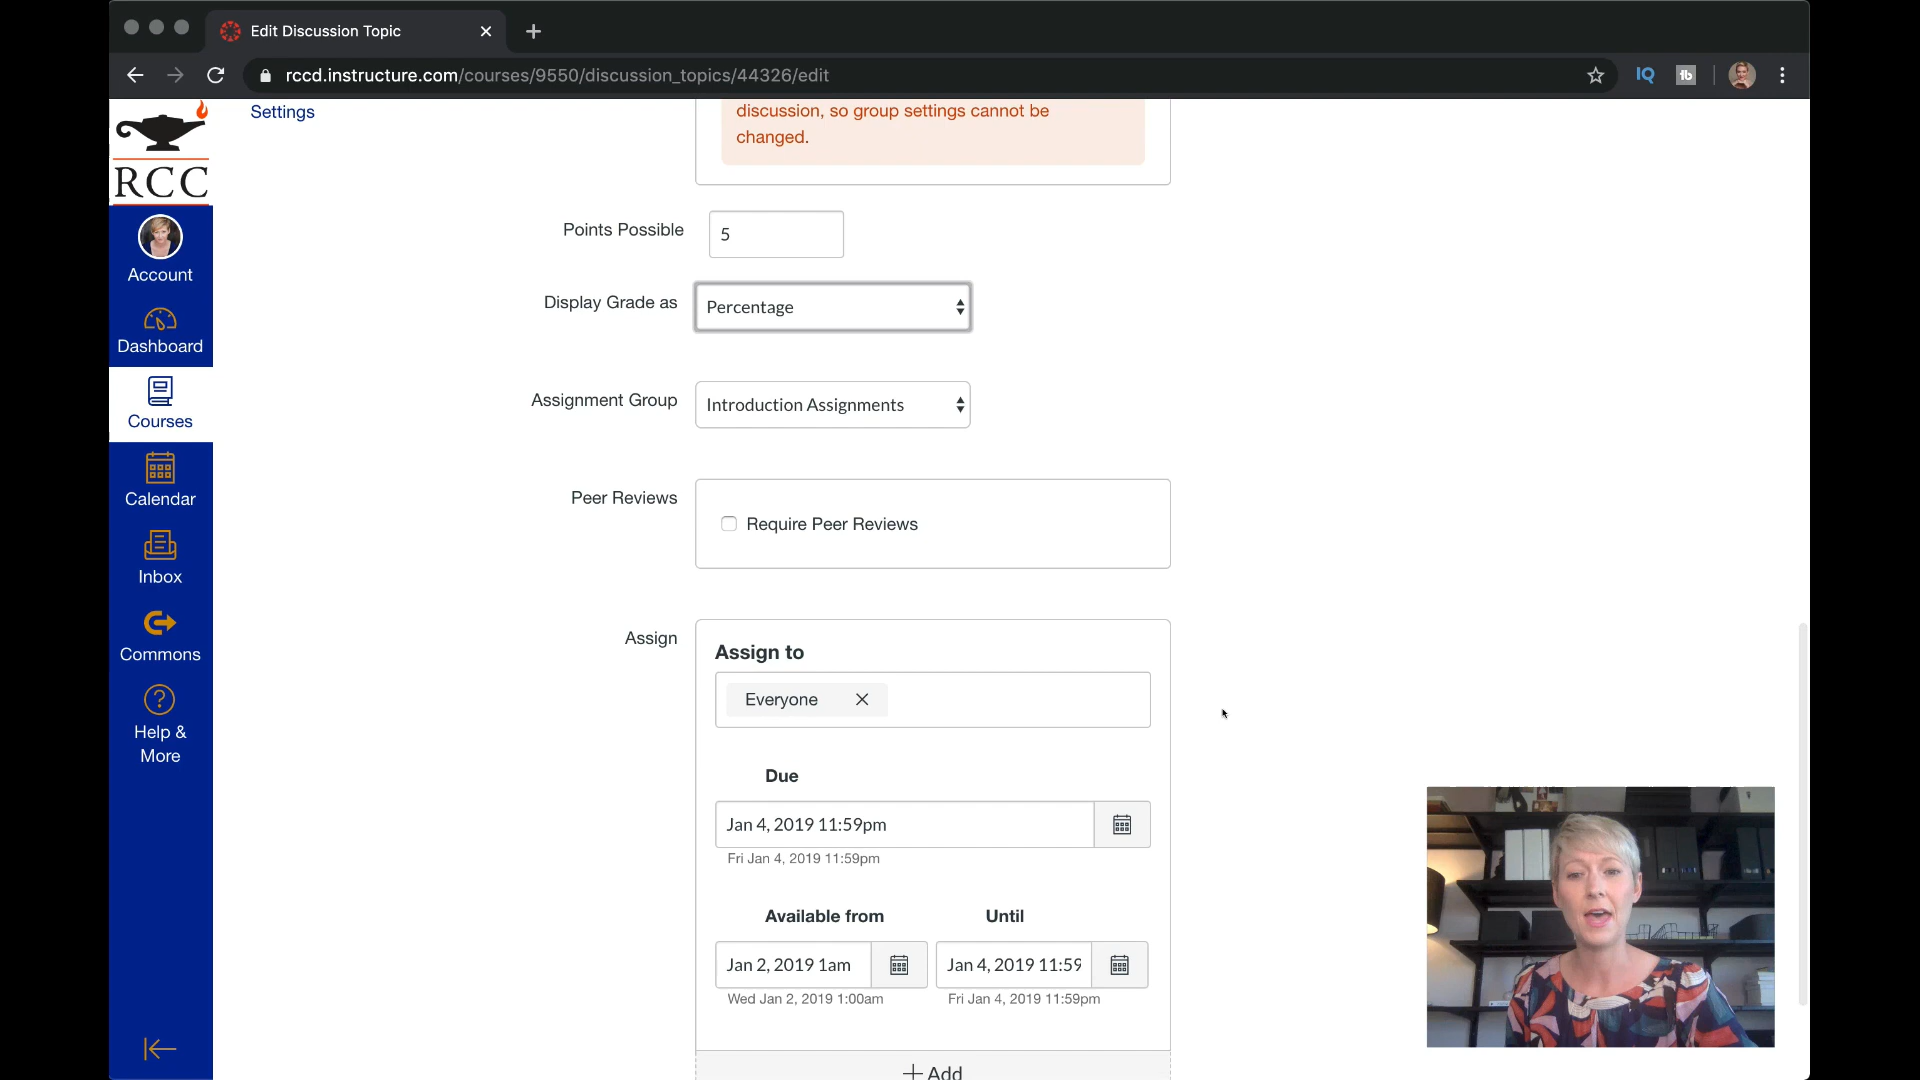 Edit Discussion Topic
rccd.instructure.com/courses/9550/discussion_topics/44326/edit
IQ
tb
RCC
Account
Dashboard
Courses
Calendar
Inbox
Commons
Help &
More
Settings
discussion, so group settings cannot be
changed.
Points Possible
5
Display Grade as
Percentage
Assignment Group
Introduction Assignments
Peer Reviews
Require Peer Reviews
Assign
Assign to
Everyone
Due
Jan 4, 2019 11:59pm
Fri Jan 4, 2019 11:59pm
Available from
Until
Jan 2, 2019 1am
Jan 4, 2019 11:59
Wed Jan 2, 2019 1:00am
Fri Jan 4, 2019 11:59pm
+ Add